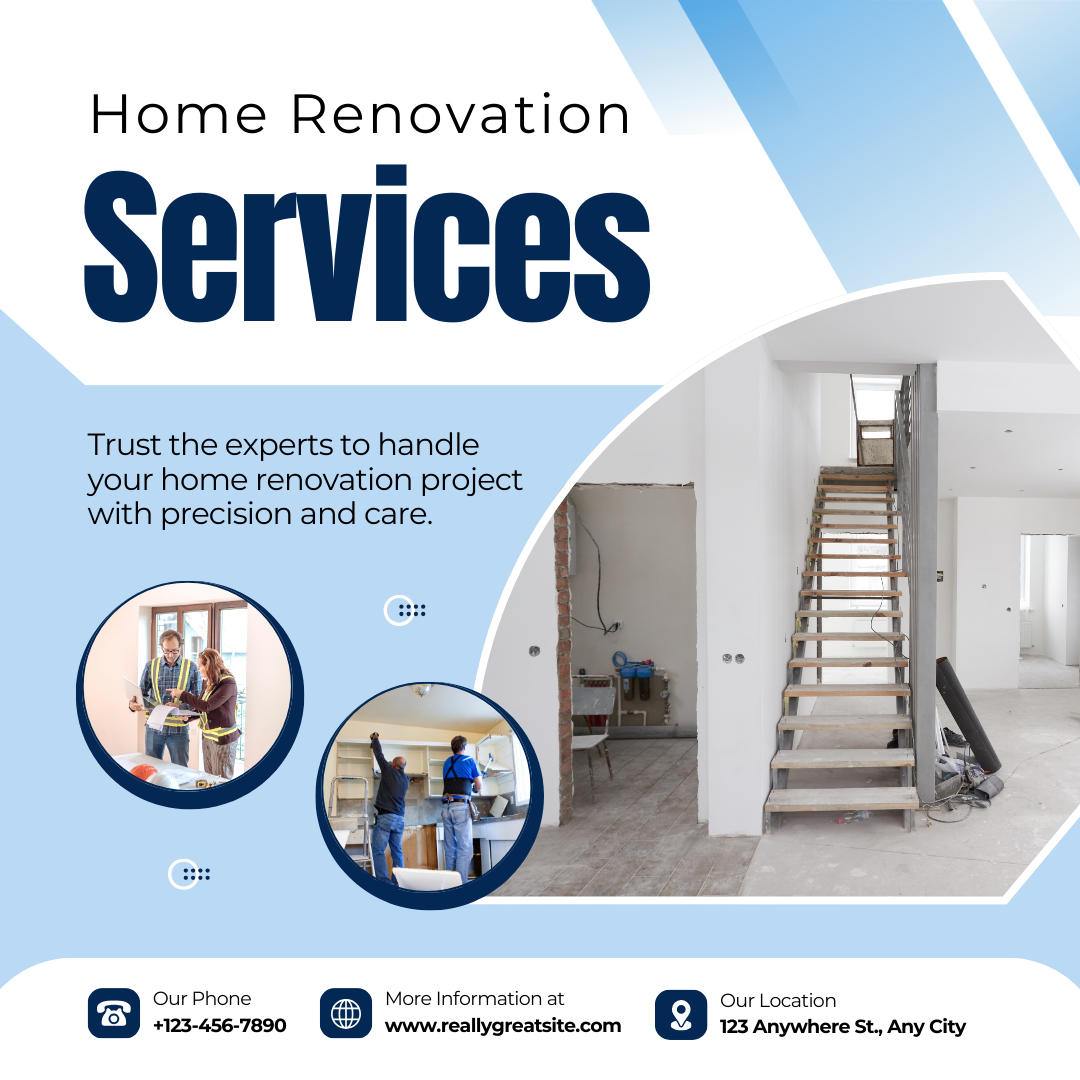 Home Renovation
Services
Trust the experts to handle
your home renovation project
with precision and care.
Our Phone
+123-456-7890
More Information at
www.reallygreatsite.com
Our Location
123 Anywhere St., Any City